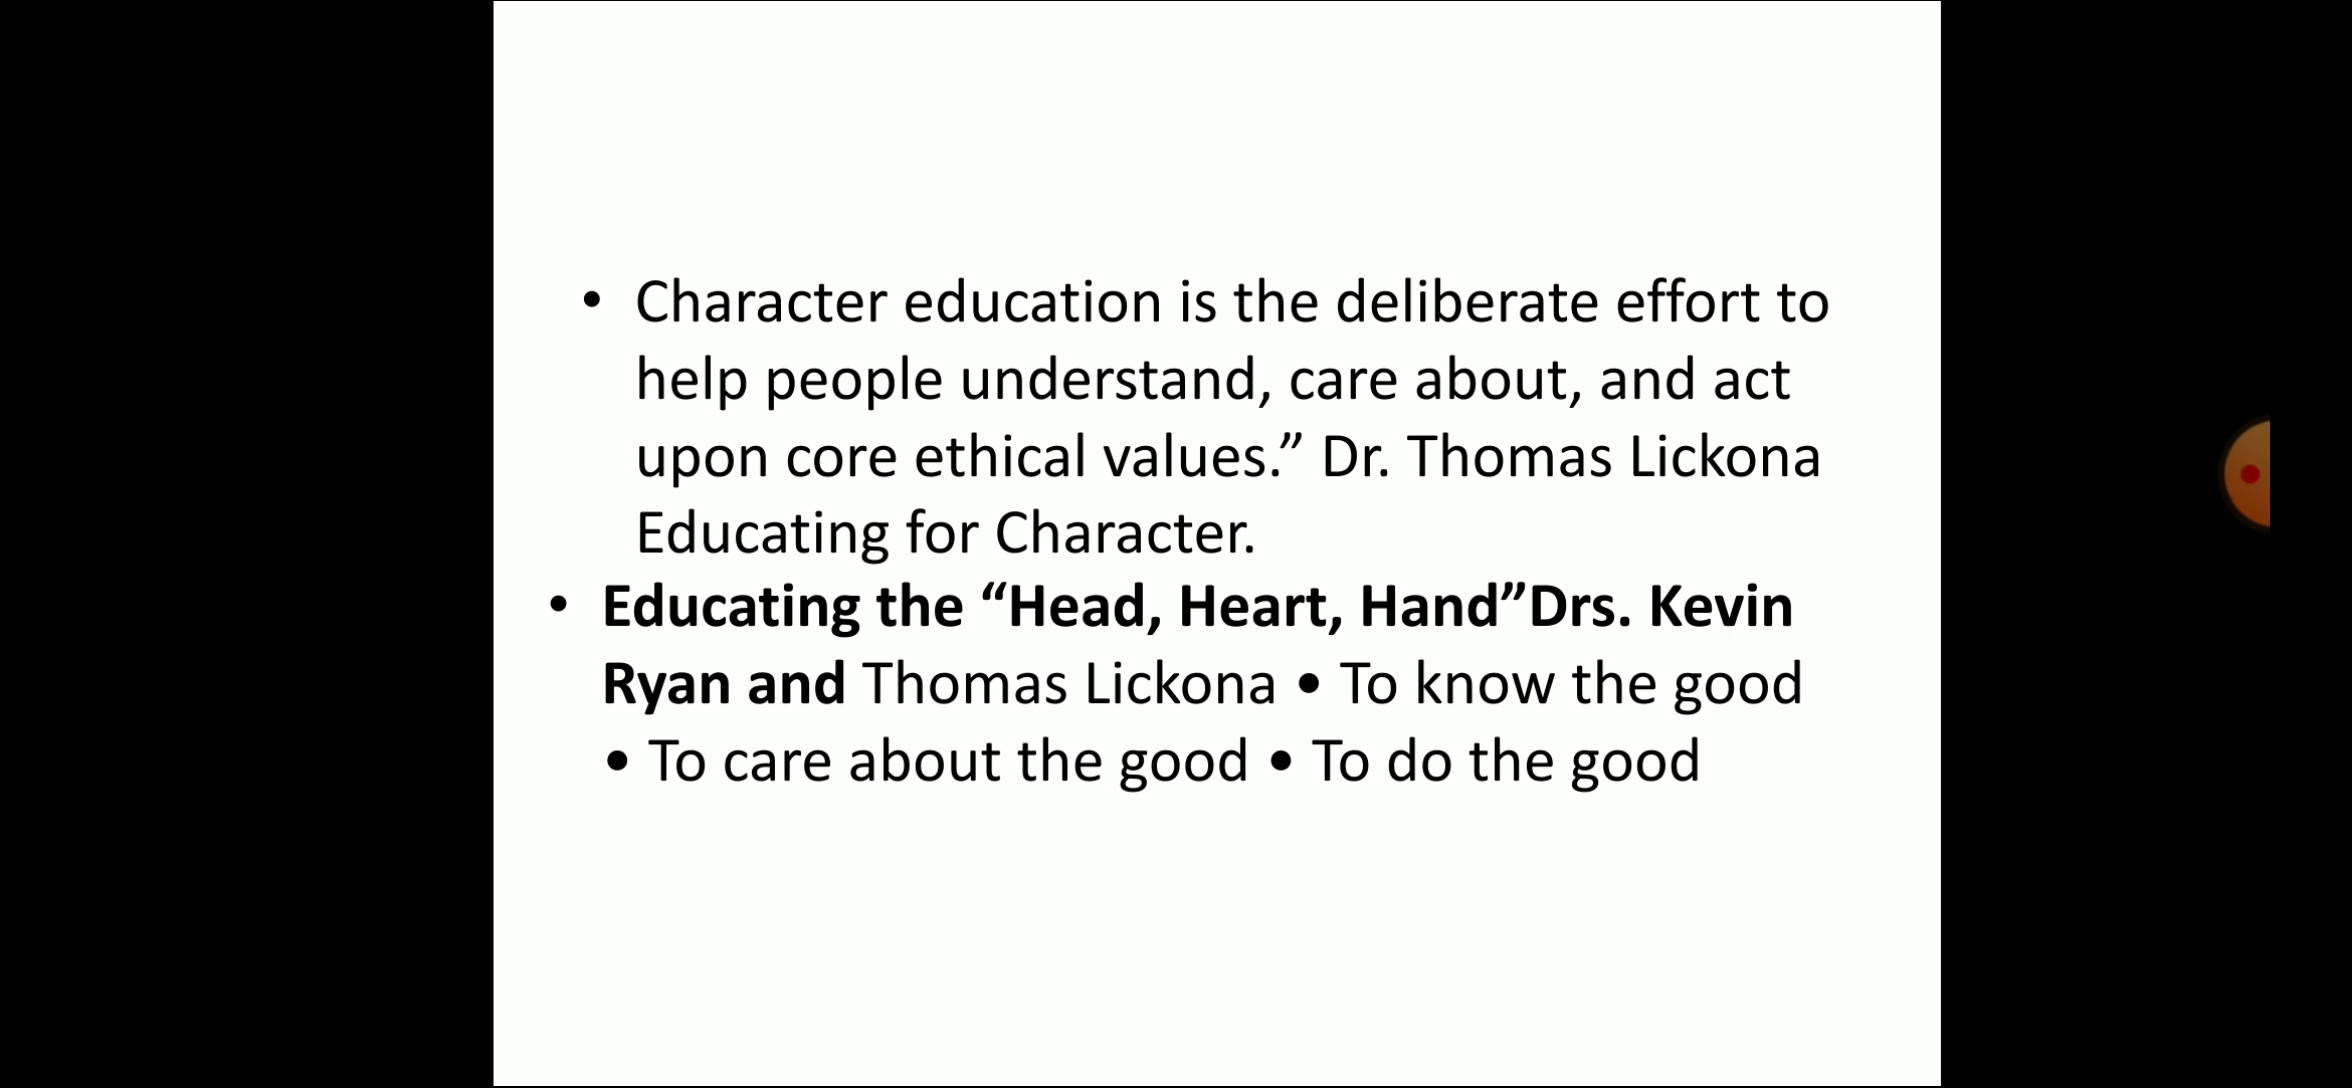 • Character education is the deliberate effort to
help people understand, care about, and act
upon core ethical values.” Dr. Thomas Lickona
Educating for Character.
• Educating the “Head, Heart, Hand”Drs. Kevin
Ryan and Thomas Lickona • To know the good
• To care about the good • To do the good